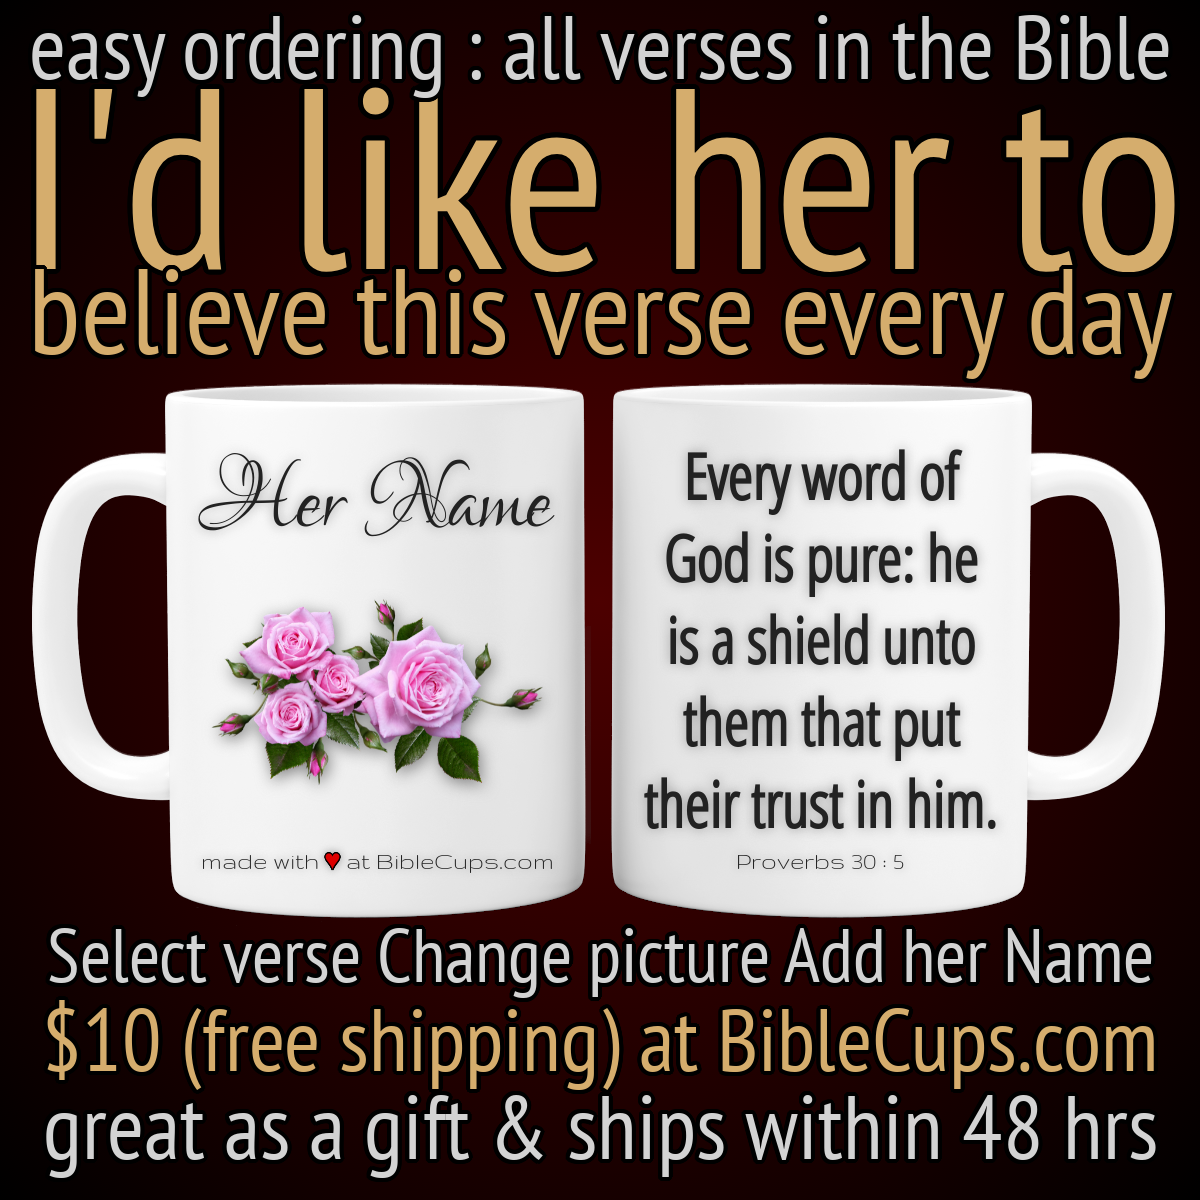 easy ordering : all verses in the Bible
I'd like her to
believe this verse every day
Her Name
made with ♥ at BibleCups.com
Every word of
God is pure: he
is a shield unto
them that put
their trust in him.
Proverbs 30 : 5
Select verse Change picture Add her Name
$10 (free shipping) at BibleCups.com
great as a gift & ships within 48 hrs